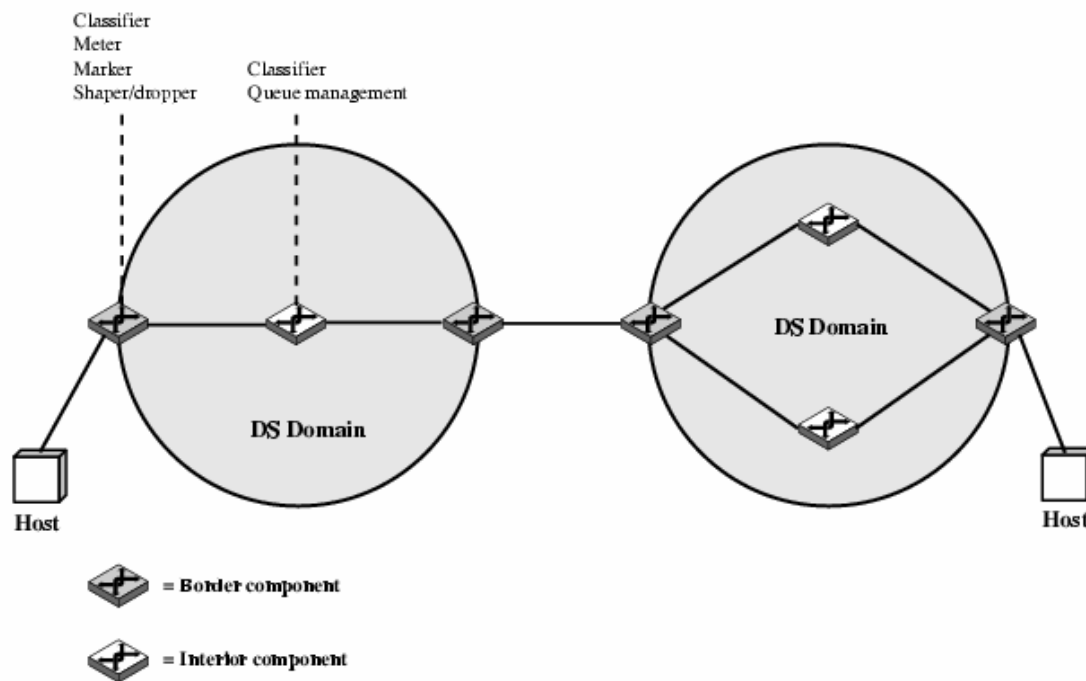 Classifier
Meter
Marker
Shaper/dropper
Classifier
Queue management
DS Domain
DS Domain
Host
Host
= Border component
= Interior component